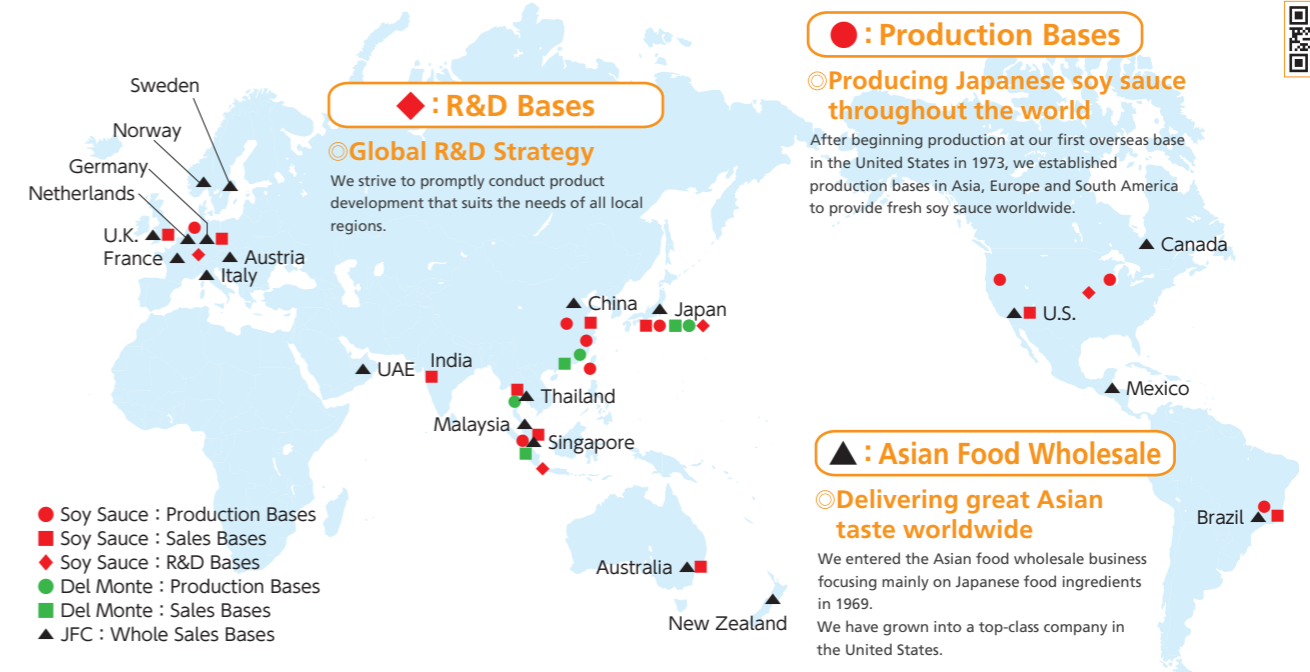 : Production Bases
◎Producing Japanese soy sauce
throughout the world
After beginning production at our first overseas base
in the United States in 1973, we established
production bases in Asia, Europe and South America
to provide fresh soy sauce worldwide.
: R&D Bases
◎Global R&D Strategy
We strive to promptly conduct product
development that suits the needs of all local
regions.
Sweden
Norway
Germany
Netherlands
U.K.
France
Austria
Italy
China
Japan
UAE
India
Thailand
Malaysia
Singapore
Australia
New Zealand
Canada
U.S.
Mexico
Brazil
: Asian Food Wholesale
◎Delivering great Asian
taste worldwide
We entered the Asian food wholesale business
focusing mainly on Japanese food ingredients
in 1969.
We have grown into a top-class company in
the United States.
Soy Sauce : Production Bases
Soy Sauce : Sales Bases
Soy Sauce : R&D Bases
Del Monte : Production Bases
Del Monte : Sales Bases
JFC : Whole Sales Bases